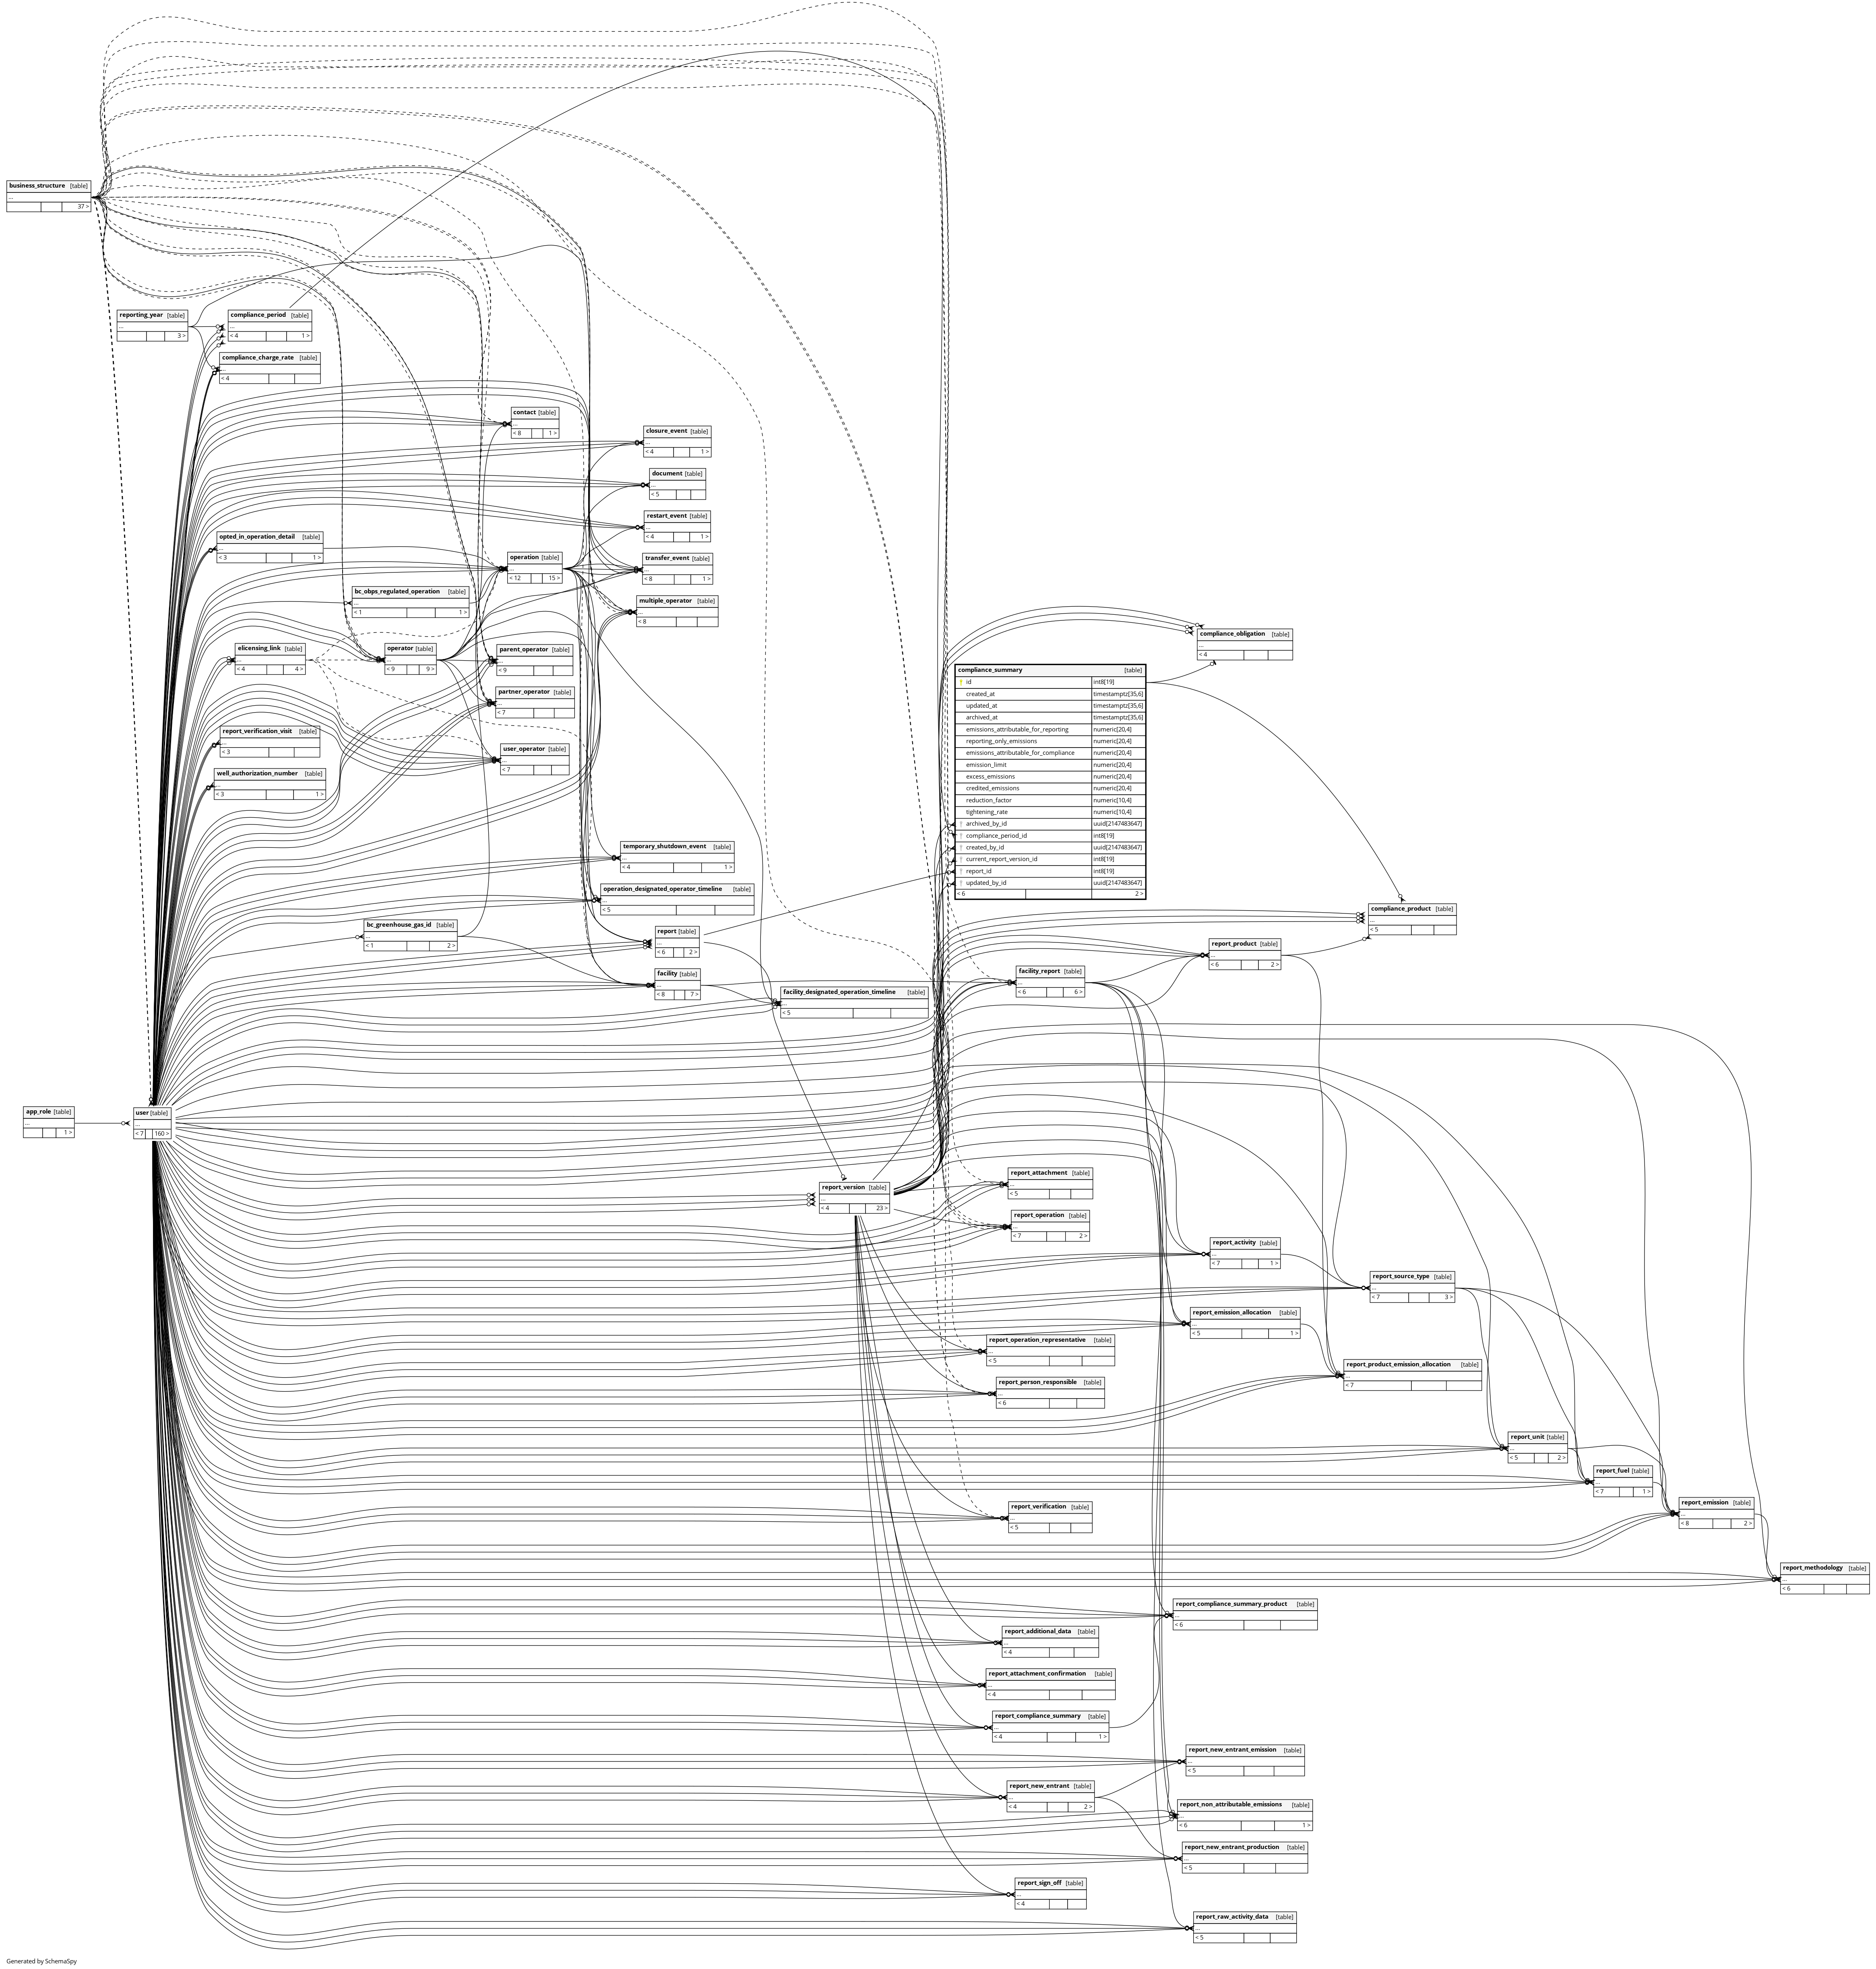 business_structure [table]
...
37 >
reporting_year [table]
...
3 >
compliance_period [table]
...
< 4 1 >
compliance_charge_rate [table]
...
< 4
contact [table]
...
< 8 1 >
closure_event [table]
...
< 4 1 >
document [table]
...
< 5
restart_event [table]
...
< 4 1 >
opted_in_operation_detail [table]
...
< 3 1 >
operation [table]
...
< 12 15 >
transfer_event [table]
...
< 8 1 >
bc_obps_regulated_operation [table]
...
< 1 1 >
multiple_operator [table]
...
< 8
compliance_obligation [table]
...
< 4
elicensing_link [table]
...
< 4 4 >
operator [table]
...
< 9 9 >
parent_operator [table]
...
< 9
partner_operator [table]
...
< 7
report_verification_visit [table]
...
< 3
user_operator [table]
...
< 7
well_authorization_number [table]
...
< 3 1 >
compliance_summary [table]
id int8[19]
created_at timestamptz[35,6]
updated_at timestamptz[35,6]
archived_at timestamptz[35,6]
emissions_attributable_for_reporting numeric[20,4]
reporting_only_emissions numeric[20,4]
emissions_attributable_for_compliance numeric[20,4]
emission_limit numeric[20,4]
excess_emissions numeric[20,4]
credited_emissions numeric[20,4]
reduction_factor numeric[10,4]
tightening_rate numeric[10,4]
archived_by_id uuid[2147483647]
compliance_period_id int8[19]
created_by_id uuid[2147483647]
current_report_version_id int8[19]
report_id int8[19]
updated_by_id uuid[2147483647]
< 6 2 >
temporary_shutdown_event [table]
...
< 4 1 >
operation_designated_operator_timeline [table]
...
< 5
compliance_product [table]
...
< 5
bc_greenhouse_gas_id [table]
...
< 1 2 >
report [table]
...
< 6 2 >
report_product [table]
...
< 6 2 >
facility [table]
...
< 8 7 >
facility_report [table]
...
< 6 6 >
facility_designated_operation_timeline [table]
...
< 5
app_role [table]
...
1 >
user [table]
...
< 7 160 >
report_attachment [table]
...
< 5
report_version [table]
...
< 4 23 >
report_operation [table]
...
< 7 2 >
report_activity [table]
...
< 7 1 >
report_source_type [table]
...
< 7 3 >
report_emission_allocation [table]
...
< 5 1 >
report_operation_representative [table]
...
< 5
report_product_emission_allocation [table]
...
< 7
report_person_responsible [table]
...
< 6
report_unit [table]
...
< 5 2 >
report_fuel [table]
...
< 7 1 >
report_emission [table]
...
< 8 2 >
report_verification [table]
...
< 5
report_methodology [table]
...
< 6
report_compliance_summary_product [table]
...
< 6
report_additional_data [table]
...
< 4
report_attachment_confirmation [table]
...
< 4
report_compliance_summary [table]
...
< 4 1 >
report_new_entrant_emission [table]
...
< 5
report_new_entrant [table]
...
< 4 2 >
report_non_attributable_emissions [table]
...
< 6 1 >
report_new_entrant_production [table]
...
< 5
report_sign_off [table]
...
< 4
report_raw_activity_data [table]
...
< 5
Generated by SchemaSpy